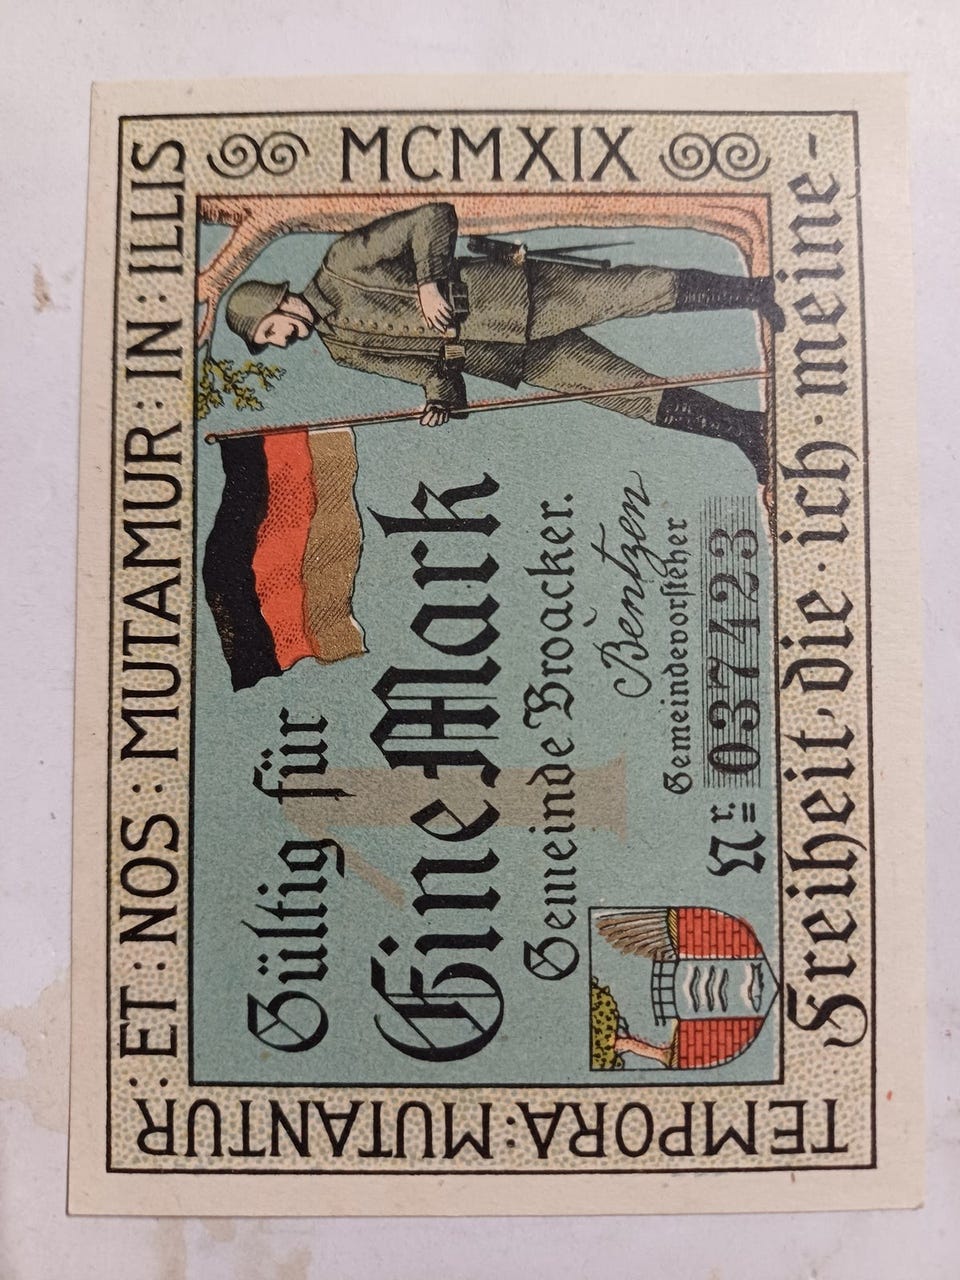 TEMPORA:MUTANTUR:
ET:NOS:MUTAMUR:IN:ILLIS
MCMXIX
Gültig für
Eine Mark
1
Gemeinde Broacker.
Bentzen
Gemeindevorsteher
Nr. 037423
Freiheit, die ich meine-